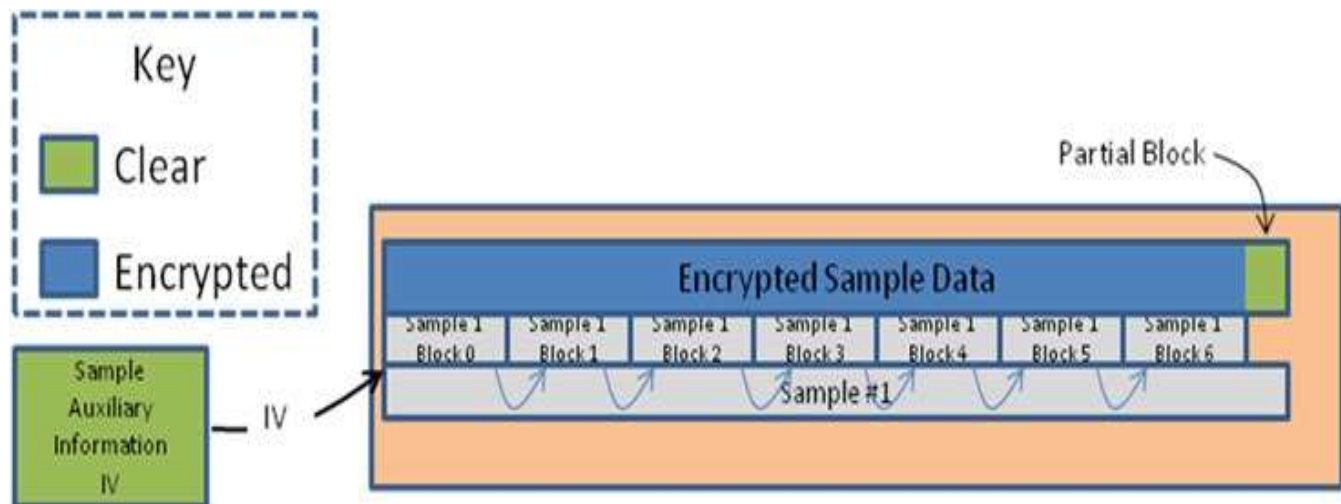 Key
Clear
Encrypted
Sample
Auxiliary
Information
IV
IV
Partial Block
Encrypted Sample Data
Sample 1 Sample 1 Sample 1 Sample 1 Sample 1 Sample 1 Sample 1
Block 0 Block 1 Block 2 Block 3 Block 4 Block 5 Block 6
Sample #1